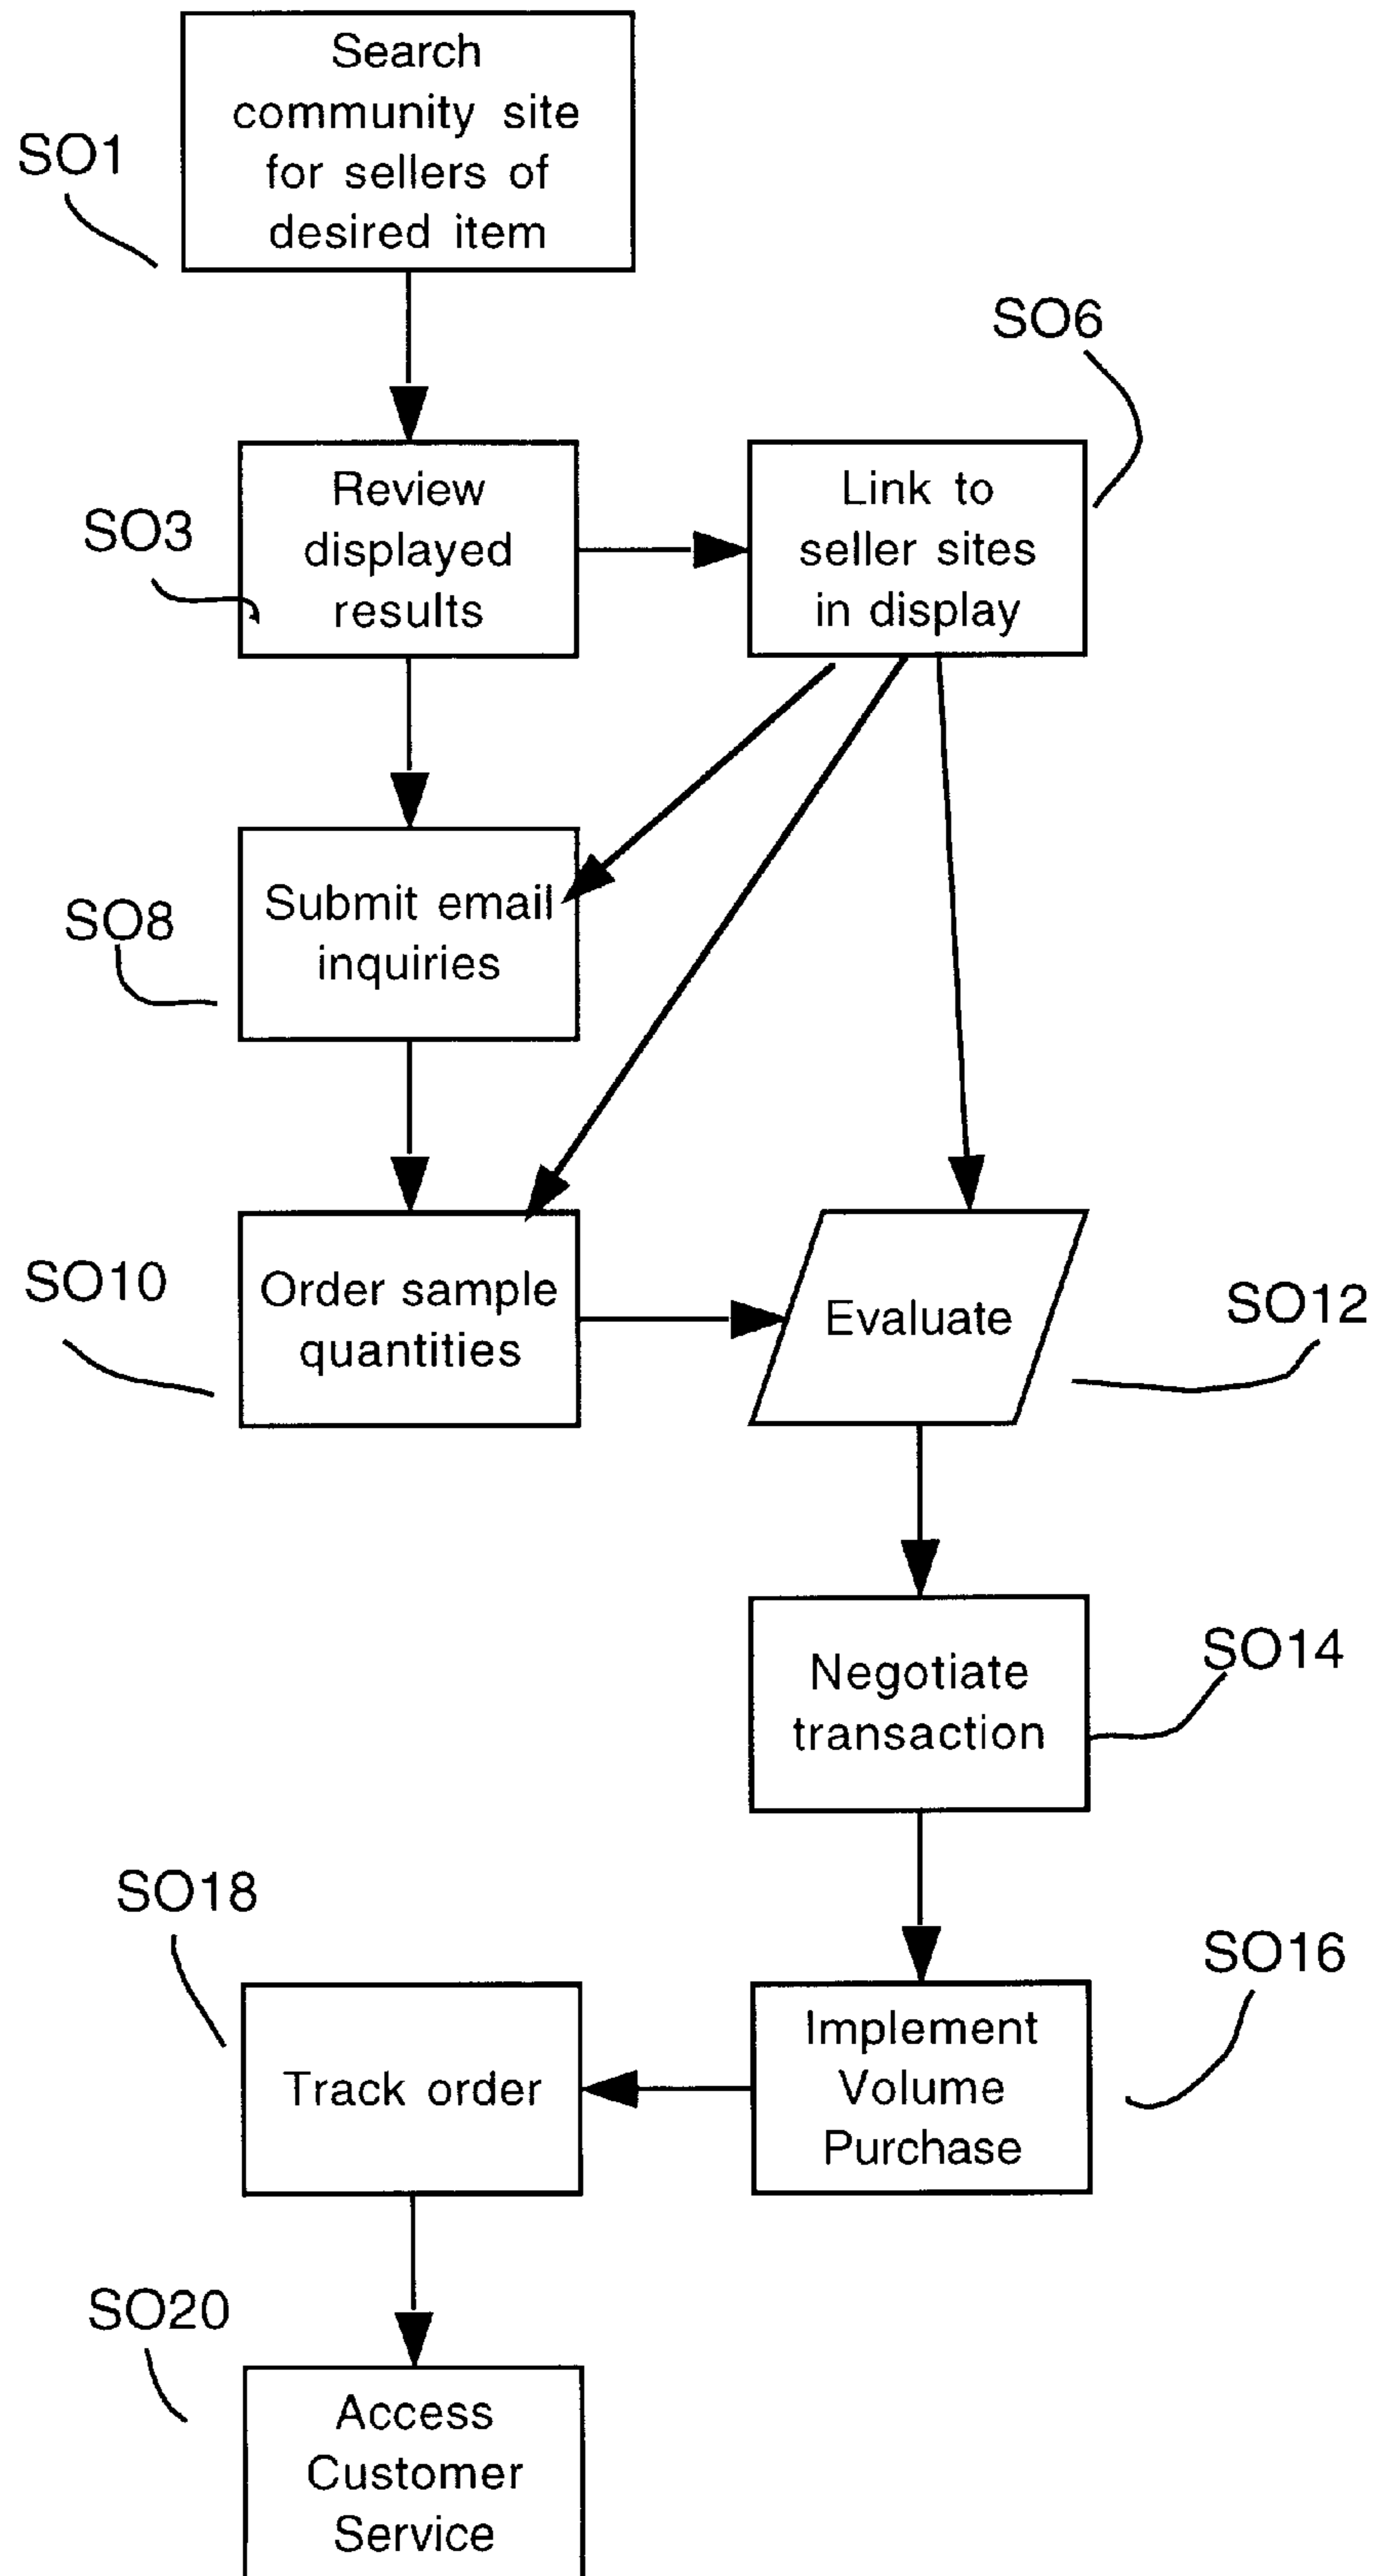 Search
community site
for sellers of
desired item
SO1
SO6
Review
displayed
results
SO3
Link to
seller sites
in display
Submit email
inquiries
SO8
Order sample
quantities
SO10
Evaluate
SO12
Negotiate
transaction
SO14
SO18
Track order
Implement
Volume
Purchase
SO16
SO20
Access
Customer
Service